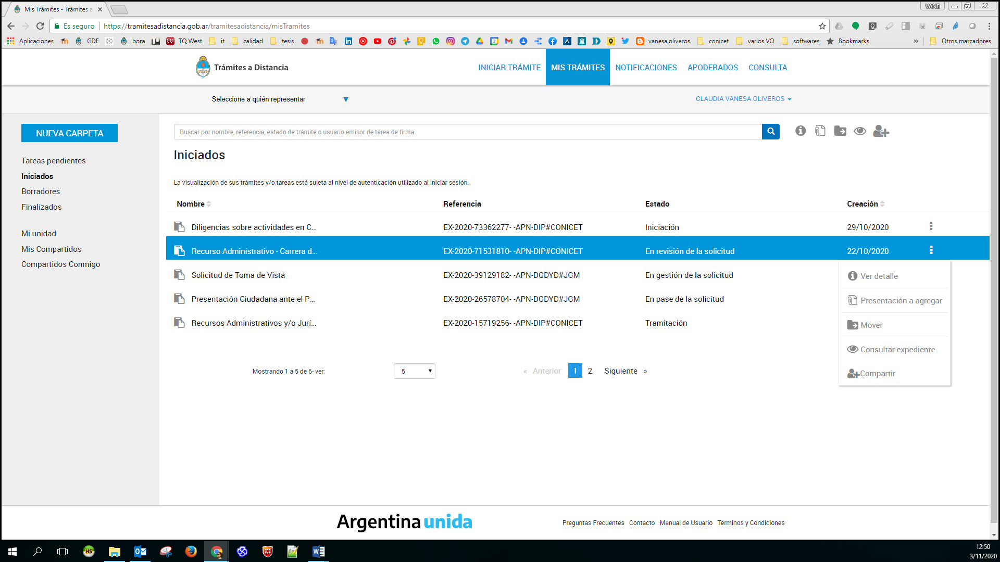 Mis Trámites - Trámites a
VANE
Es seguro
https://tramitesadistancia.gob.ar/tramitesadistancia/misTramites
Aplicaciones GDE bora TQ West it calidad tesis vanesa.oliveros conicet varios VO softwares Bookmarks » Otros marcadores
Trámites a Distancia
INICIAR TRÁMITE MIS TRÁMITES NOTIFICACIONES APODERADOS CONSULTA
Seleccione a quién representar
CLAUDIA VANESA OLIVEROS
NUEVA CARPETA
Tareas pendientes
Iniciados
Borradores
Finalizados
Mi unidad
Mis Compartidos
Compartidos Conmigo
Buscar por nombre, referencia, estado de trámite o usuario emisor de tarea de firma.
Iniciados
La visualización de sus trámites y/o tareas está sujeta al nivel de autenticación utilizado al iniciar sesión.
Nombre Referencia Estado Creación
Diligencias sobre actividades en C... EX-2020-73362277- -APN-DIP#CONICET Iniciación 29/10/2020
Recurso Administrativo - Carrera d... EX-2020-71531810- -APN-DIP#CONICET En revisión de la solicitud 22/10/2020
Solicitud de Toma de Vista EX-2020-39129182- -APN-DGDYD#JGM En gestión de la solicitud
Presentación Ciudadana ante el P... EX-2020-26578704- -APN-DGDYD#JGM En pase de la solicitud
Recursos Administrativos y/o Jurí... EX-2020-15719256- -APN-DIP#CONICET Tramitación
Ver detalle
Presentación a agregar
Mover
Consultar expediente
Compartir
Mostrando 1 a 5 de 6- ver: 5 « Anterior 1 2 Siguiente »
Argentina unida
Preguntas Frecuentes Contacto Manual de Usuario Términos y Condiciones
12:50
3/11/2020